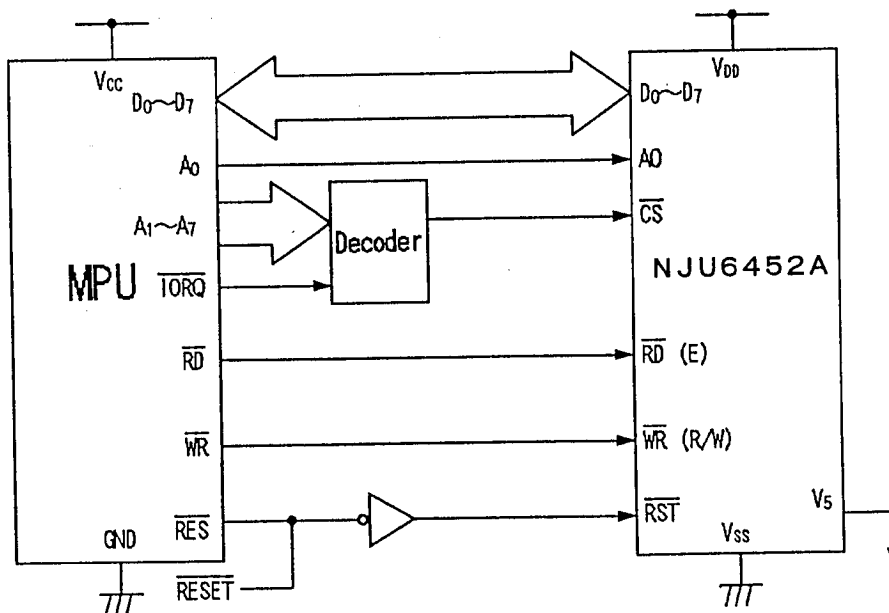 Vcc
D0~D7
A0
A1~A7
MPU
IORQ
RD
WR
RES
GND
RESET
Decoder
VDD
D0~D7
A0
CS
NJU6452A
RD (E)
WR (R/W)
RST
V5
VSS